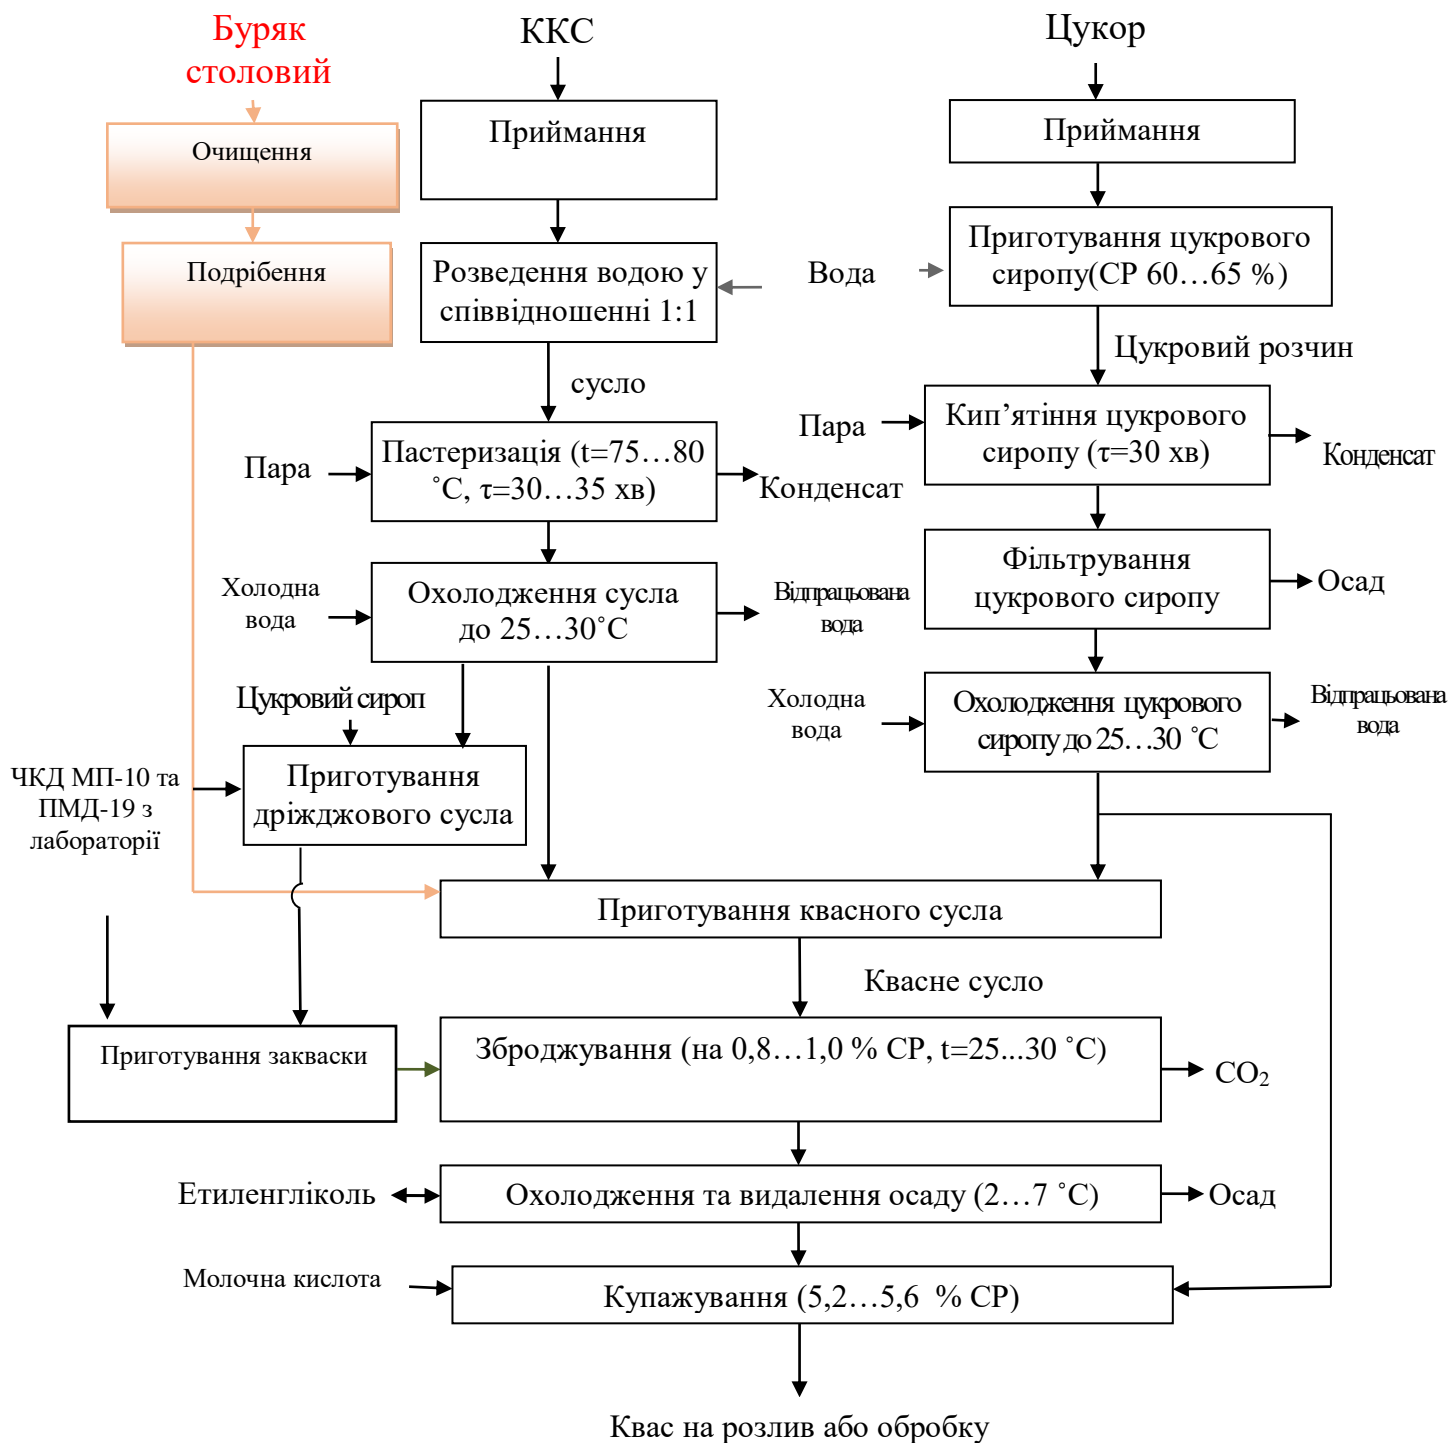 Буряк
столовий
ККС
Цукор
Очищення
Приймання
Приймання
Подрібення
Розведення водою у
співвідношенні 1:1
Вода
Приготування цукрового
сиропу(СР 60…65 %)
сусло
Цукровий розчин
Пара
Пастеризація (t=75…80
˚С, τ=30…35 хв)
Конденсат
Пара
Кип’ятіння цукрового
сиропу (τ=30 хв)
Конденсат
Холодна
вода
Охолодження сусла
до 25…30˚С
Відпрацьована
вода
Фільтрування
цукрового сиропу
Осад
Цукровий сироп
Холодна
вода
Охолодження цукрового
сиропу до 25…30 ˚С
Відпрацьована
вода
ЧКД МП-10 та
ПМД-19 з
лабораторії
Приготування
дріжджового сусла
Приготування квасного сусла
Квасне сусло
Приготування закваски
Зброджування (на 0,8…1,0 % СР, t=25...30 ˚С)
СО₂
Етиленгліколь
Охолодження та видалення осаду (2…7 ˚С)
Осад
Молочна кислота
Купажування (5,2…5,6 % СР)
Квас на розлив або обробку